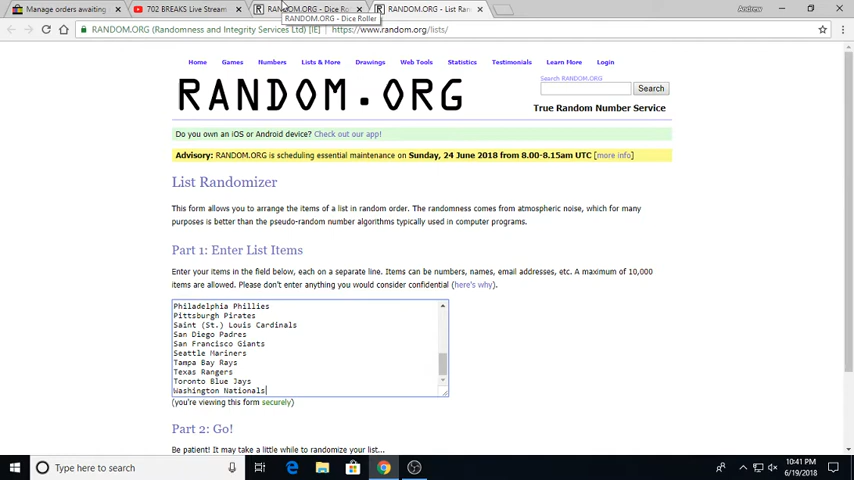 Manage orders awaiting
702 BREAKS Live Stream
RANDOM.ORG - Dice Ro
RANDOM.ORG - List Ran
Andrew
RANDOM.ORG - Dice Roller
RANDOM.ORG (Randomness and Integrity Services Ltd) [IE] | https://www.random.org/lists/
Home Games Numbers Lists & More Drawings Web Tools Statistics Testimonials Learn More Login
Search RANDOM.ORG
RANDOM.ORG
Search
True Random Number Service
Do you own an iOS or Android device? Check out our app!
Advisory: RANDOM.ORG is scheduling essential maintenance on Sunday, 24 June 2018 from 8.00-8.15am UTC [more info]
List Randomizer
This form allows you to arrange the items of a list in random order. The randomness comes from atmospheric noise, which for many
purposes is better than the pseudo-random number algorithms typically used in computer programs.
Part 1: Enter List Items
Enter your items in the field below, each on a separate line. Items can be numbers, names, email addresses, etc. A maximum of 10,000
items are allowed. Please don't enter anything you would consider confidential (here's why).
Philadelphia Phillies
Pittsburgh Pirates
Saint (St.) Louis Cardinals
San Diego Padres
San Francisco Giants
Seattle Mariners
Tampa Bay Rays
Texas Rangers
Toronto Blue Jays
Washington Nationals
(you're viewing this form securely)
Part 2: Go!
Be patient! It may take a little while to randomize your list...
Type here to search
10:41 PM
6/19/2018